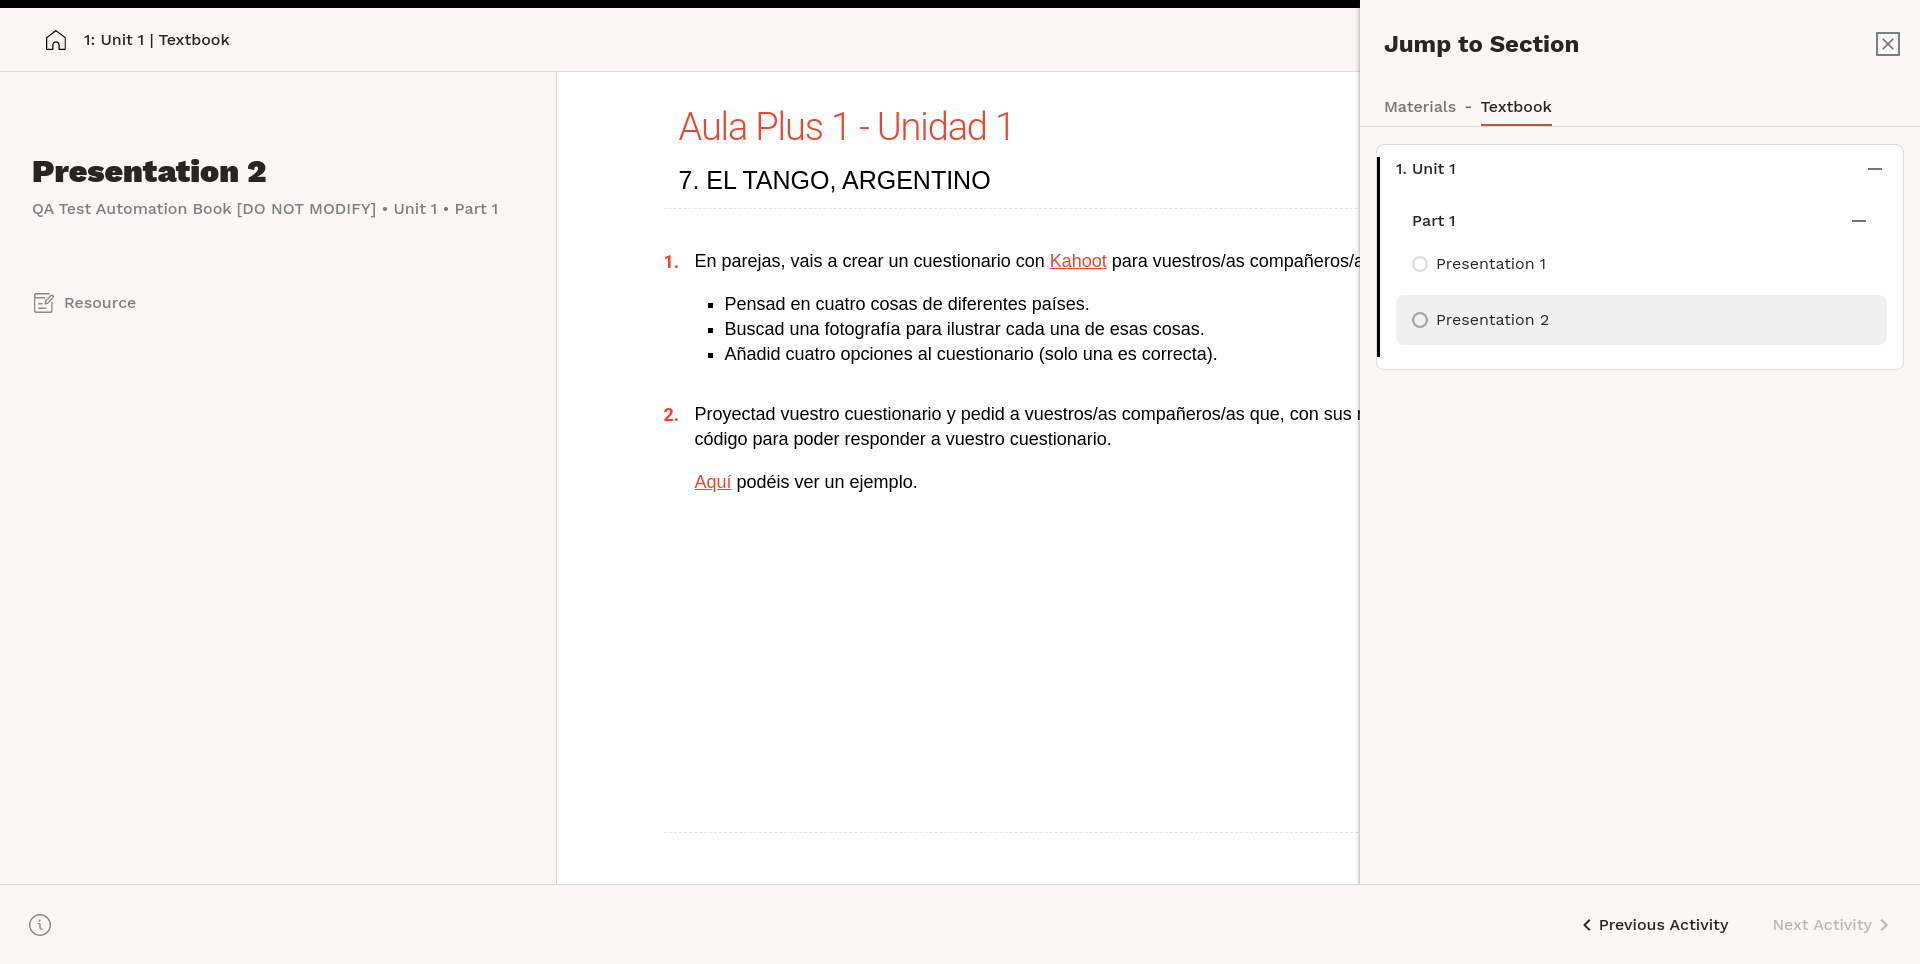 1: Unit 1 | Textbook
Presentation 2
QA Test Automation Book [DO NOT MODIFY] • Unit 1 • Part 1
Resource
Aula Plus 1 - Unidad 1
7. EL TANGO, ARGENTINO
1. En parejas, vais a crear un cuestionario con Kahoot para vuestros/as
▪ Pensad en cuatro cosas de diferentes países.
▪ Buscad una fotografía para ilustrar cada una de esas cosas.
▪ Añadid cuatro opciones al cuestionario (solo una es correcta).
2. Proyectad vuestro cuestionario y pedid a vuestros/as compañeros/as que, con sus
código para poder responder a vuestro cuestionario.
Aquí podéis ver un ejemplo.
Jump to Section
Materials - Textbook
1. Unit 1
Part 1
Presentation 1
Presentation 2
Previous Activity
Next Activity